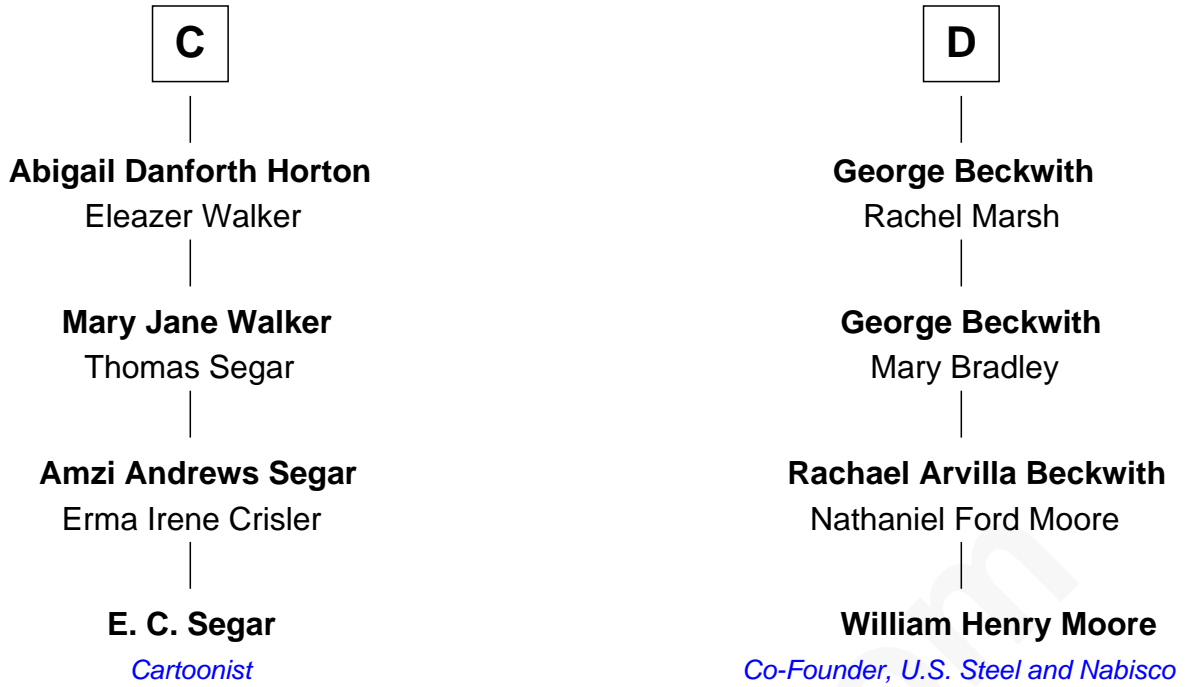 C
Abigail Danforth Horton
Eleazer Walker
Mary Jane Walker
Thomas Segar
Amzi Andrews Segar
Erma Irene Crisler
E. C. Segar
Cartoonist
D
George Beckwith
Rachel Marsh
George Beckwith
Mary Bradley
Rachael Arvilla Beckwith
Nathaniel Ford Moore
William Henry Moore
Co-Founder, U.S. Steel and Nabisco